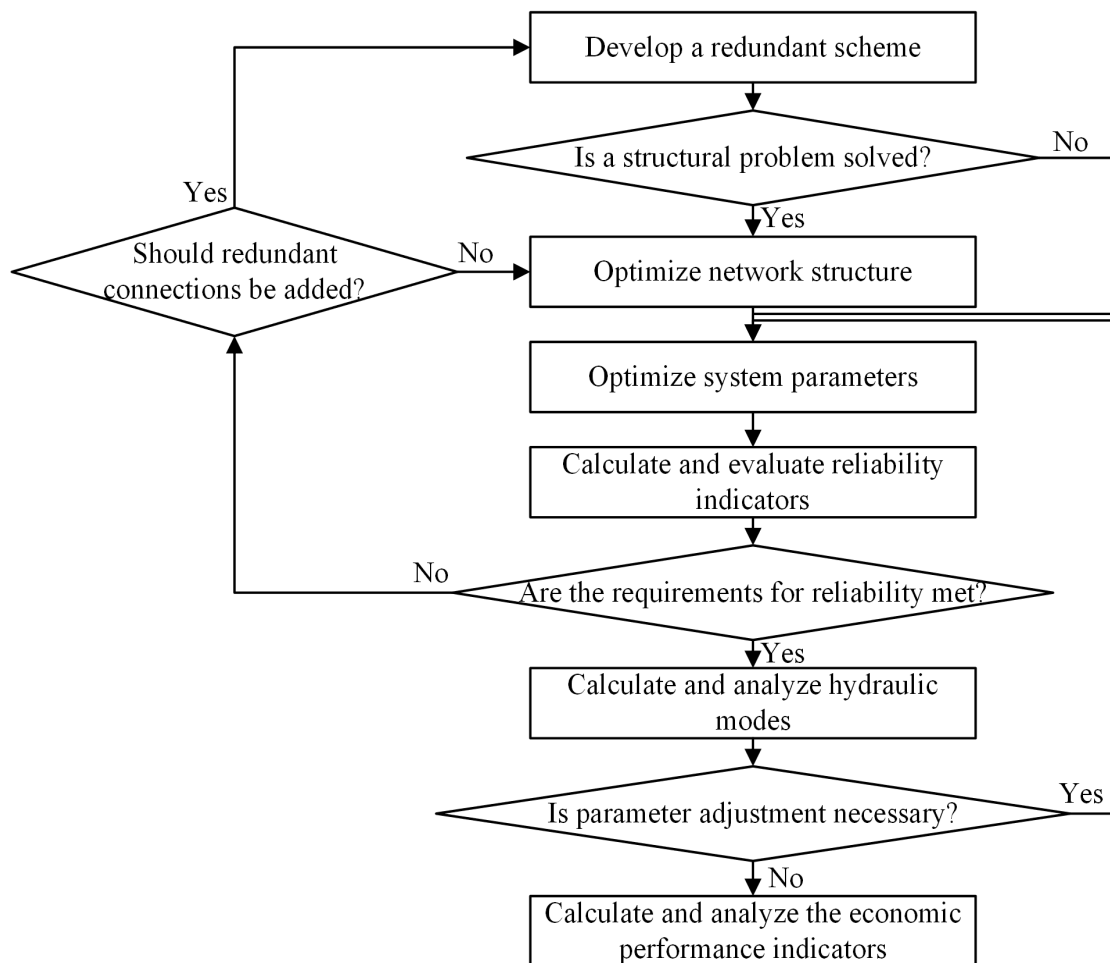 Develop a redundant scheme
Is a structural problem solved?
No
Yes
Yes
Should redundant
connections be added?
No
Optimize network structure
Optimize system parameters
Calculate and evaluate reliability
indicators
No
Are the requirements for reliability met?
Yes
Calculate and analyze hydraulic
modes
Is parameter adjustment necessary?
Yes
No
Calculate and analyze the economic
performance indicators